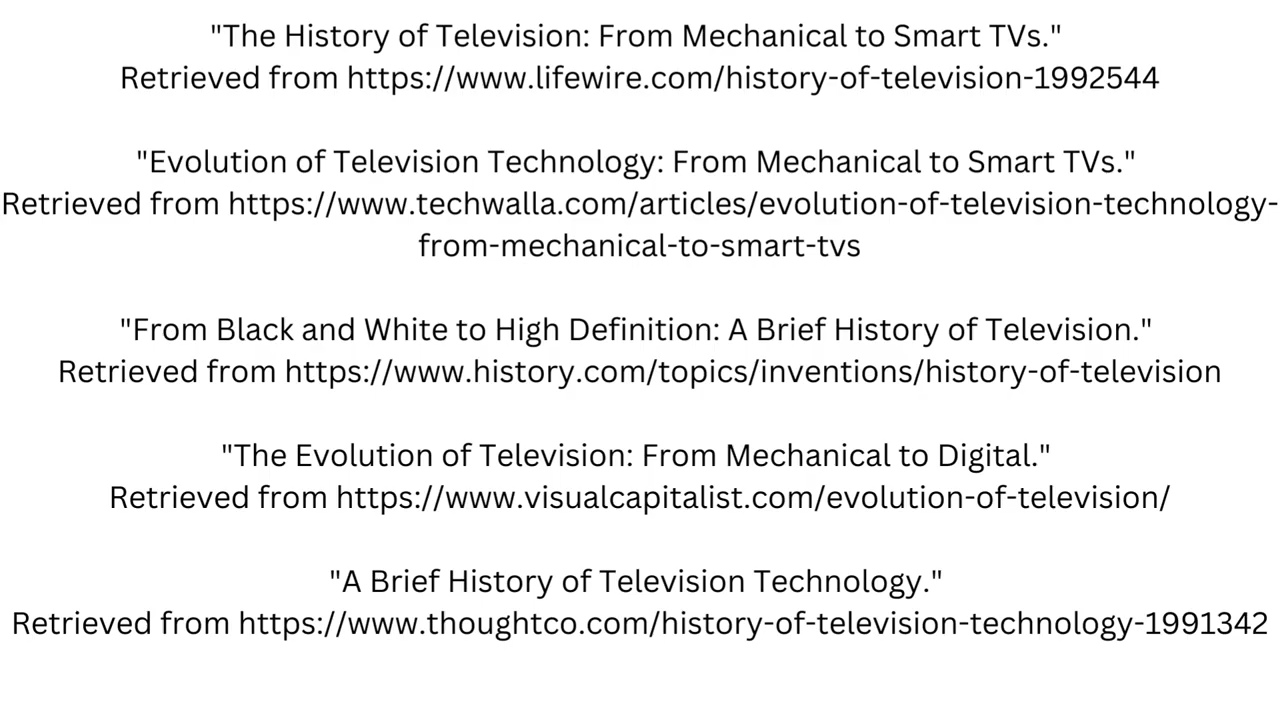 "The History of Television: From Mechanical to Smart TVs."
Retrieved from https://www.lifewire.com/history-of-television-1992544
"Evolution of Television Technology: From Mechanical to Smart TVs."
Retrieved from https://www.techwalla.com/articles/evolution-of-television-technology-
from-mechanical-to-smart-tvs
"From Black and White to High Definition: A Brief History of Television."
Retrieved from https://www.history.com/topics/inventions/history-of-television
"The Evolution of Television: From Mechanical to Digital."
Retrieved from https://www.visualcapitalist.com/evolution-of-television/
"A Brief History of Television Technology."
Retrieved from https://www.thoughtco.com/history-of-television-technology-1991342